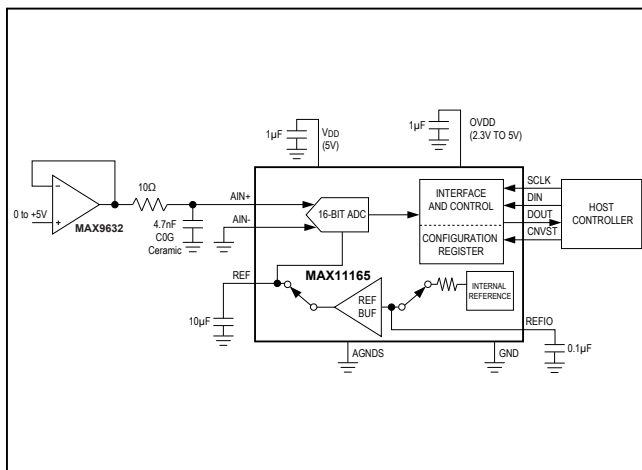 1µF
VDD
(5V)
1µF
OVDD
(2.3V TO 5V)
0 to +5V
−
+
MAX9632
10Ω
4.7nF
C0G
Ceramic
AIN+
AIN-
16-BIT ADC
INTERFACE
AND CONTROL
CONFIGURATION
REGISTER
SCLK
DIN
DOUT
CNVST
HOST
CONTROLLER
REF
MAX11165
10µF
REF
BUF
INTERNAL
REFERENCE
REFIO
0.1µF
AGNDS
GND